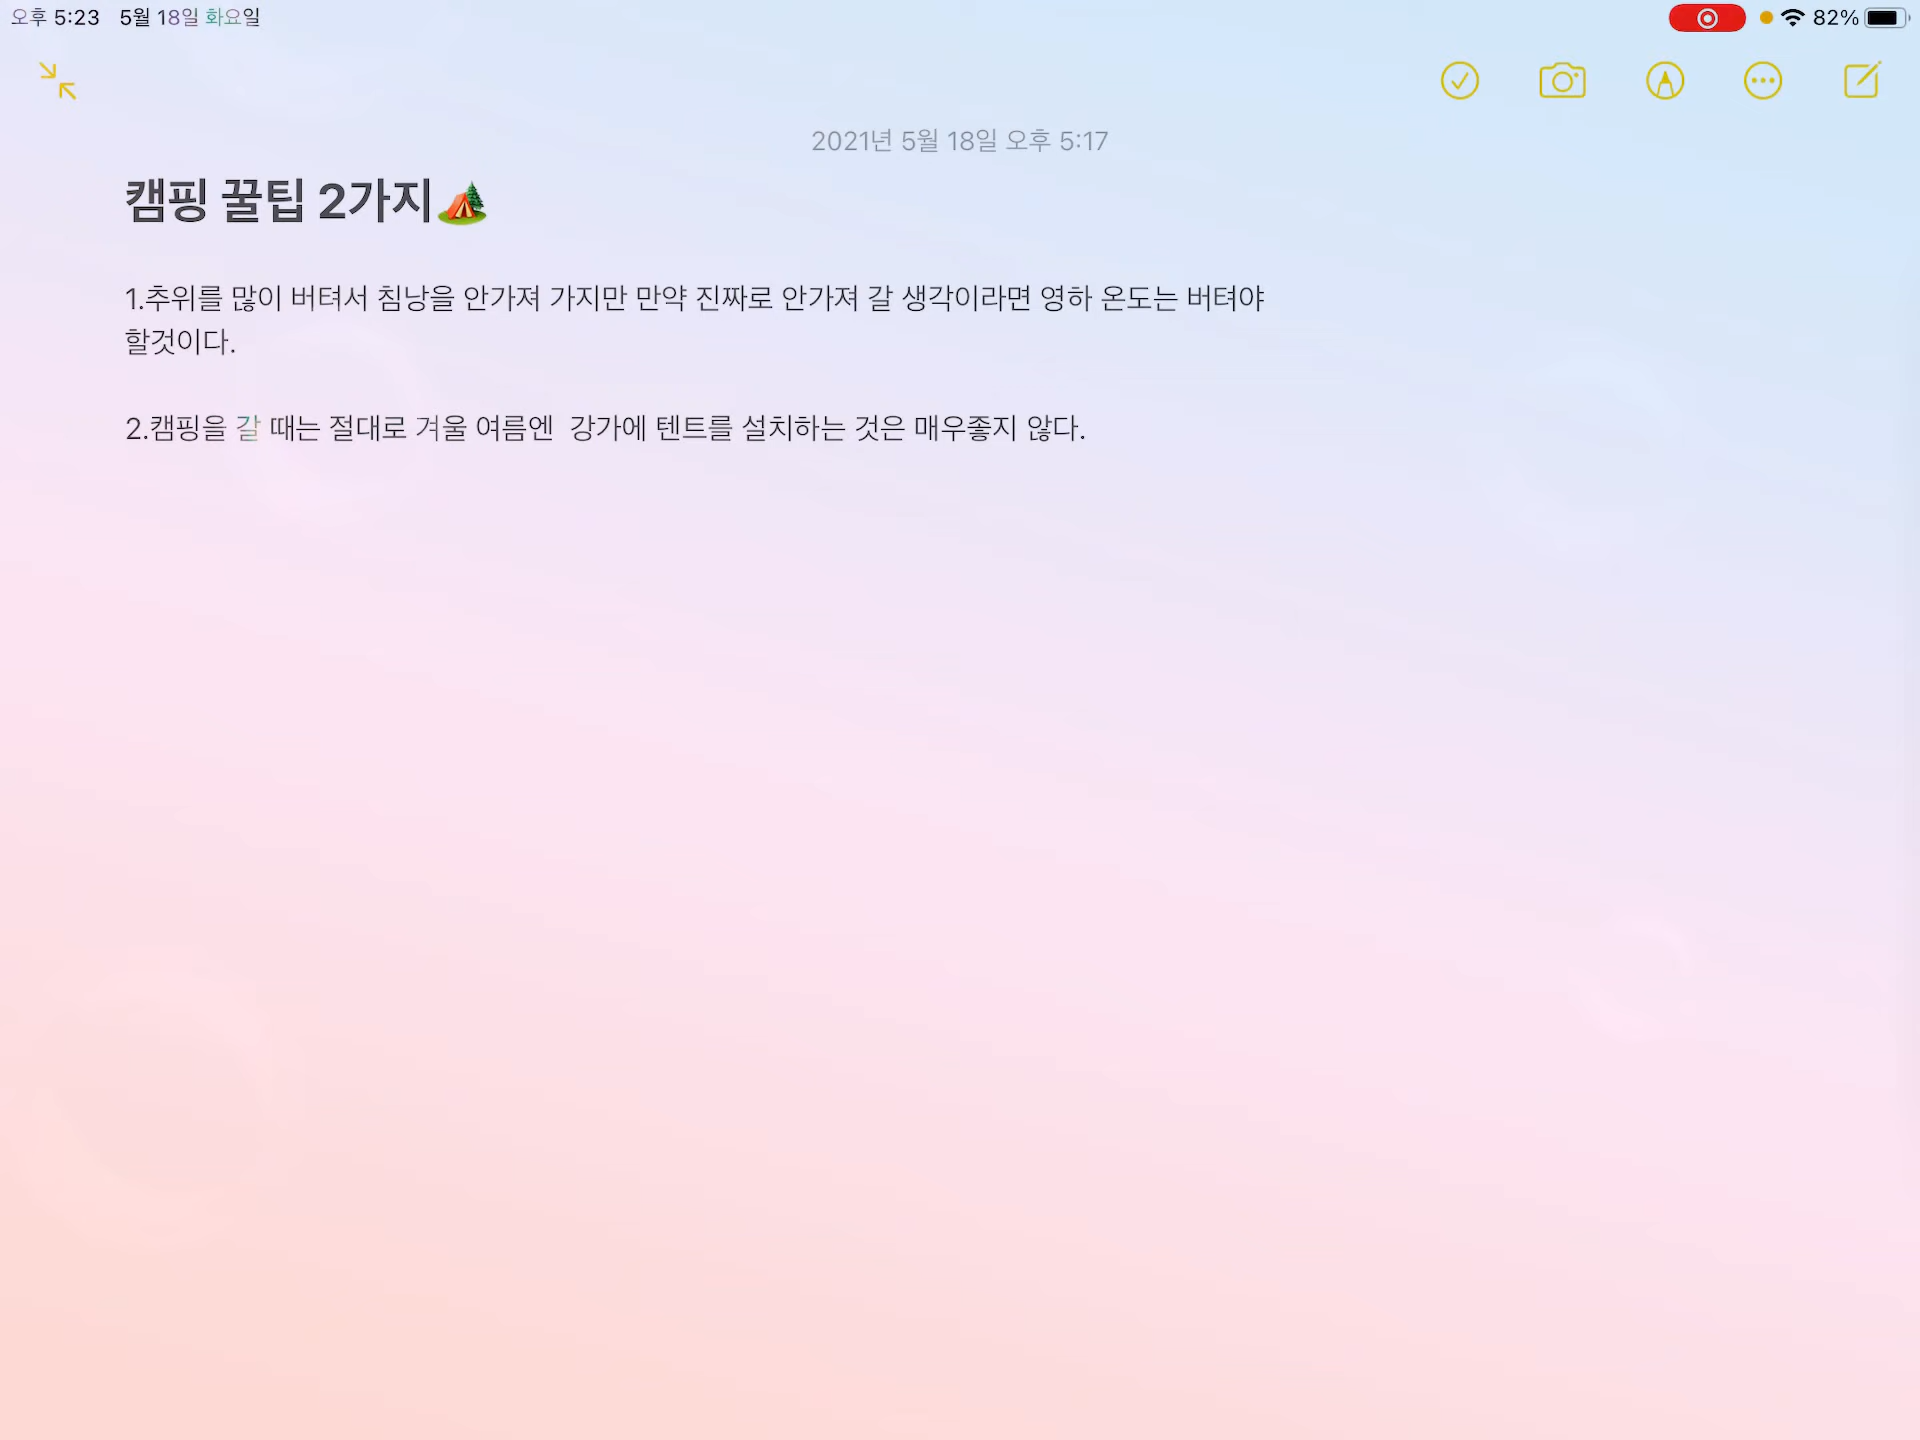 오후 5:23 5월 18일 화요일
82%
2021년 5월 18일 오후 5:17
캠핑 꿀팁 2가지🏕
1.추위를 많이 버텨서 침낭을 안가져 가지만 만약 진짜로 안가져 갈 생각이라면 영하 온도는 버텨야
할것이다.
2.캠핑을 갈 때는 절대로 겨울 여름엔  강가에 텐트를 설치하는 것은 매우좋지 않다.